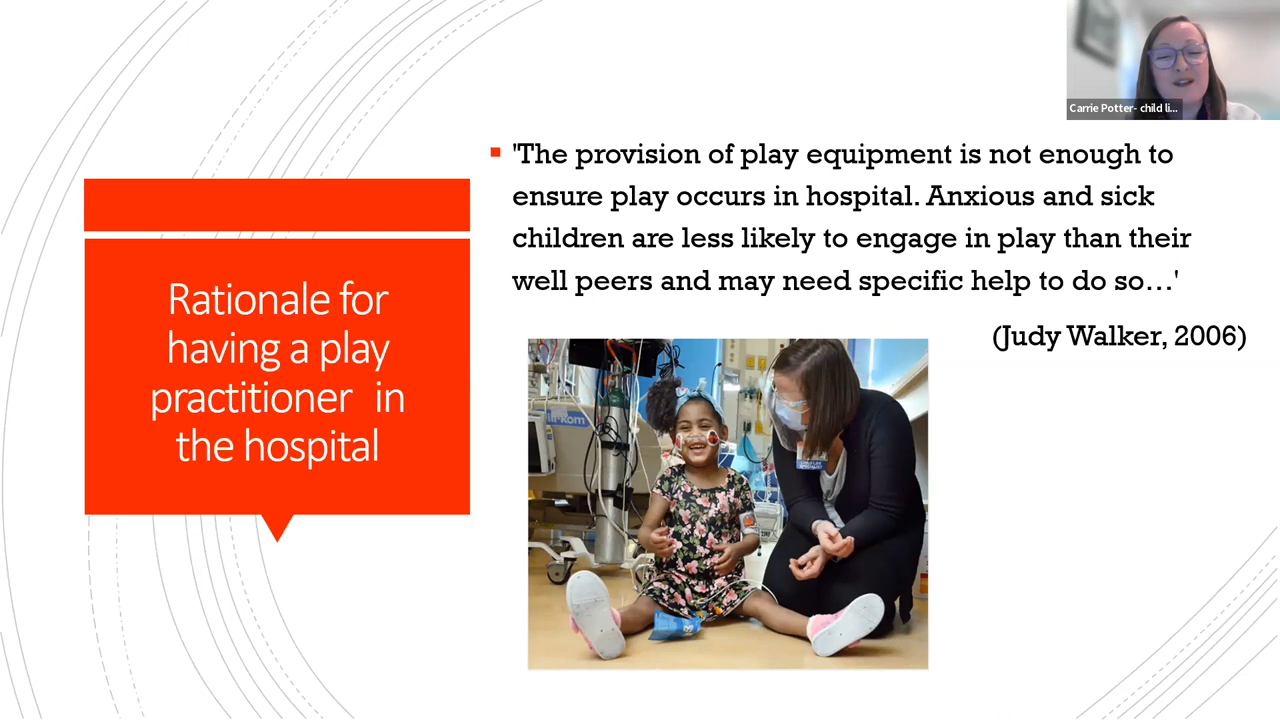 Carrie Potter- child li...
'The provision of play equipment is not enough to
ensure play occurs in hospital. Anxious and sick
children are less likely to engage in play than their
well peers and may need specific help to do so...'
(Judy Walker, 2006)
Rationale for
having a play
practitioner in
the hospital